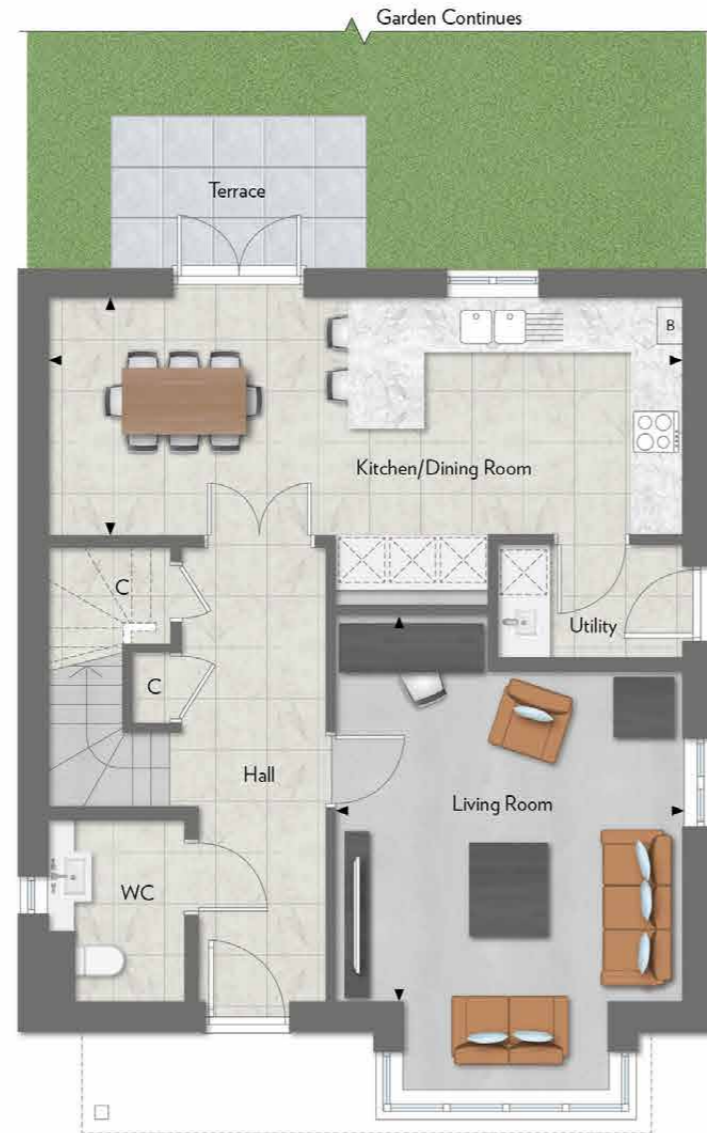 Garden Continues
Terrace
B
Kitchen/Dining Room
C
Utility
C
Hall
Living Room
WC